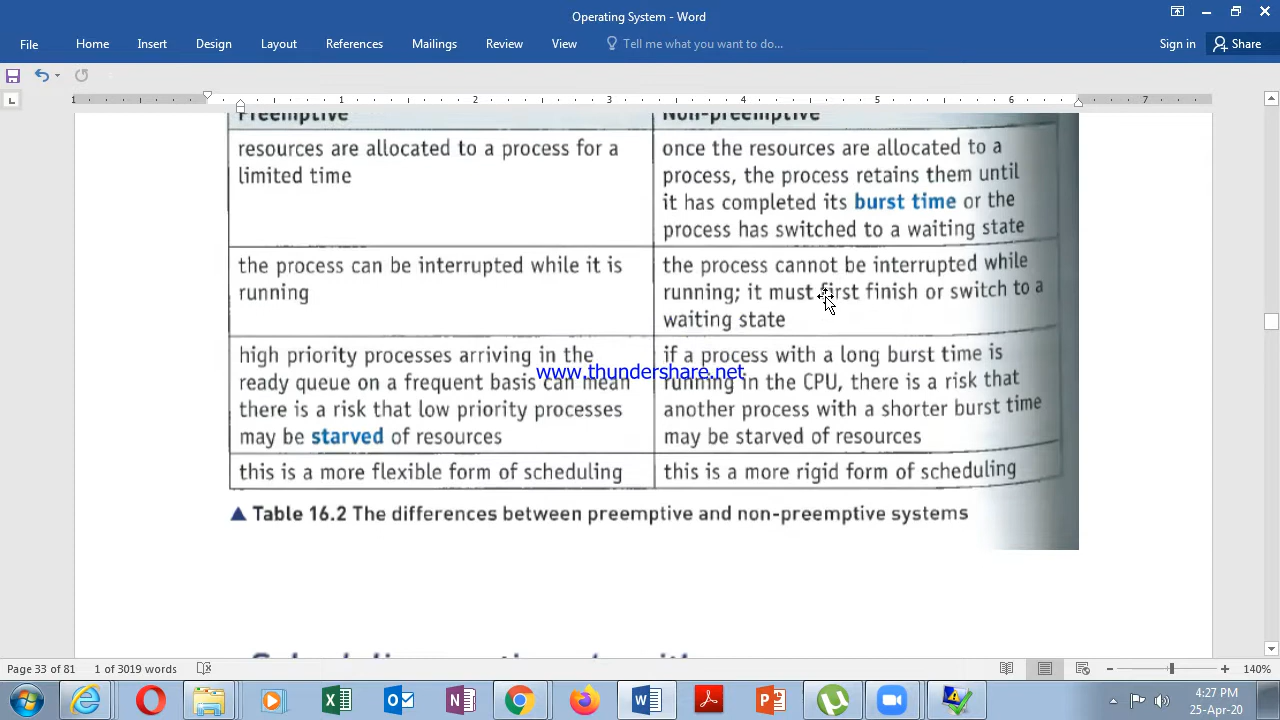 Operating System - Word
File Home Insert Design Layout References Mailings Review View Tell me what you want to do... Sign in Share
1 1 2 3 4 5 6 7
Preemptive Non-preemptive
resources are allocated to a process for a
limited time
once the resources are allocated to a
process, the process retains them until
it has completed its burst time or the
process has switched to a waiting state
the process can be interrupted while it is
running
the process cannot be interrupted while
running; it must first finish or switch to a
waiting state
high priority processes arriving in the
ready queue on a frequent basis can mean
there is a risk that low priority processes
may be starved of resources
if a process with a long burst time is
running in the CPU, there is a risk that
another process with a shorter burst time
may be starved of resources
www.thundershare.net
this is a more flexible form of scheduling
this is a more rigid form of scheduling
▲ Table 16.2 The differences between preemptive and non-preemptive systems
Page 33 of 81 1 of 3019 words 140%
4:27 PM
25-Apr-20